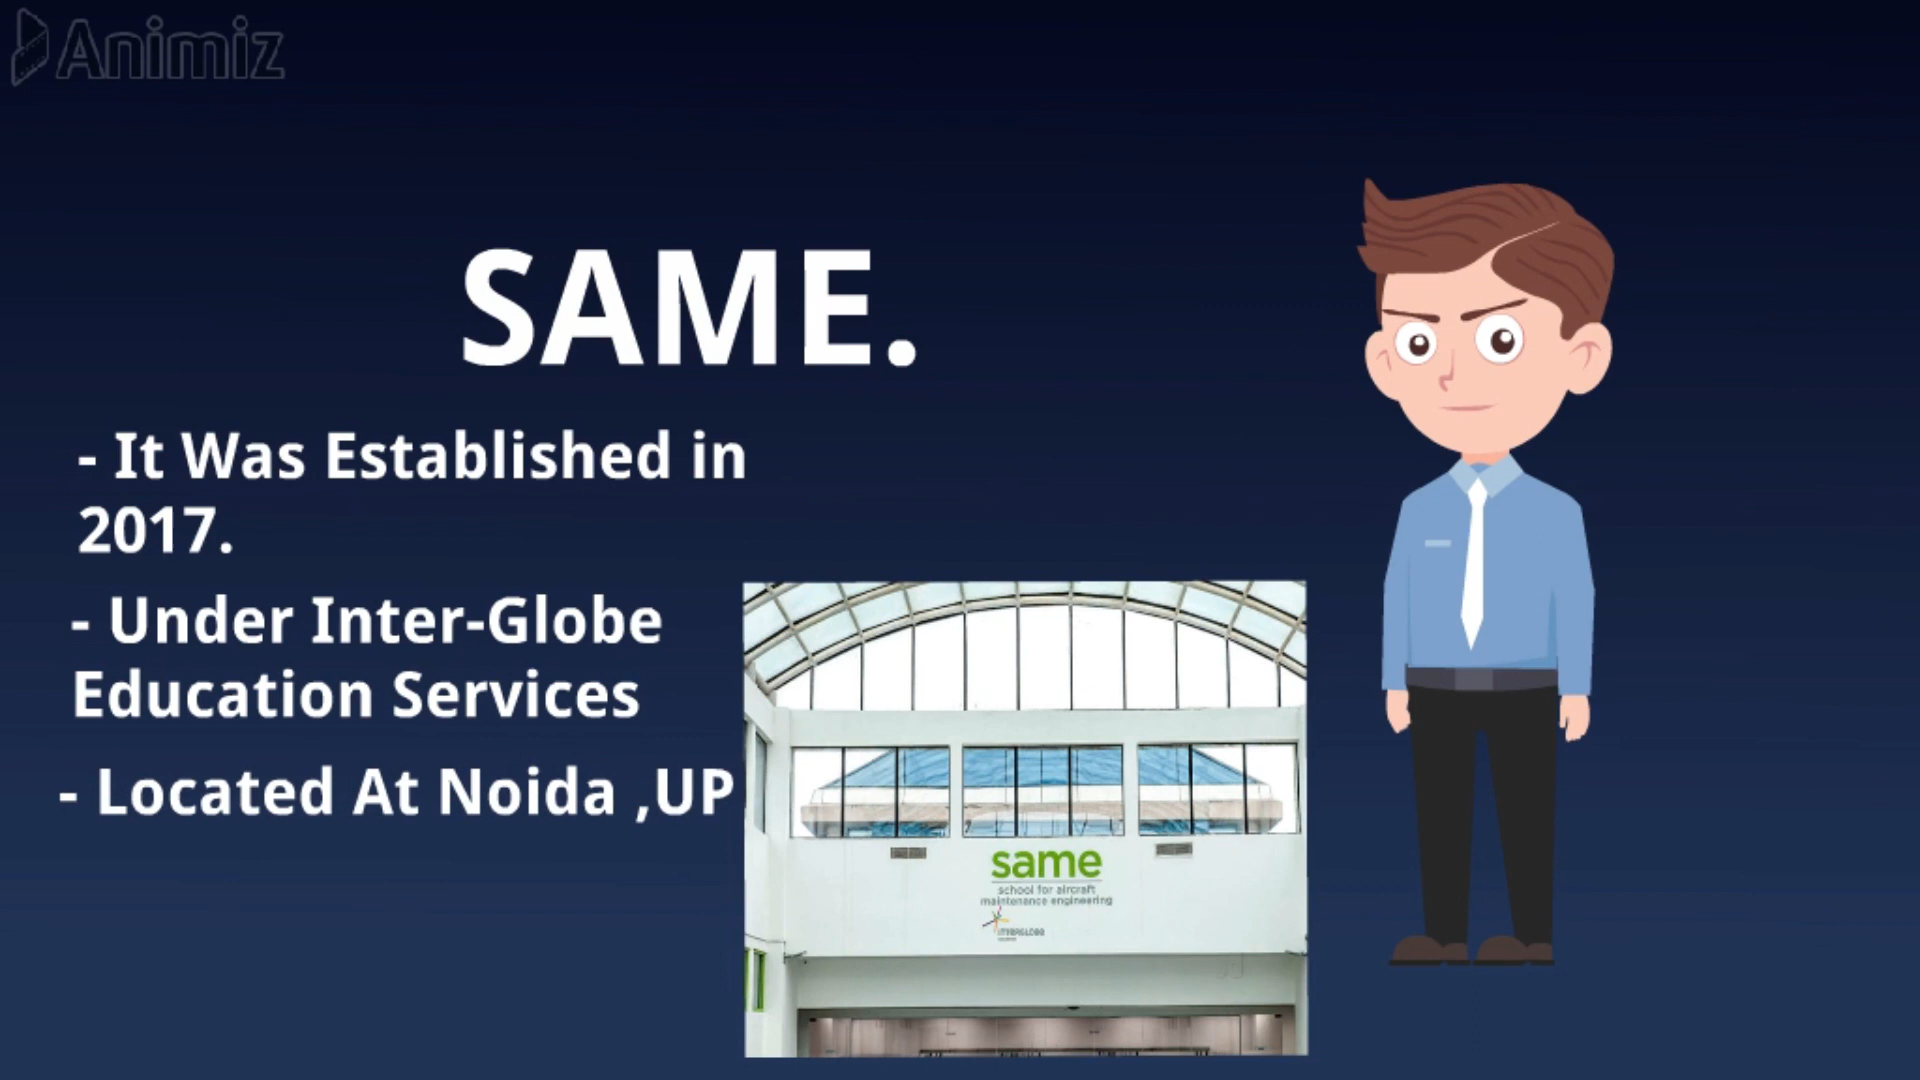 Animiz
SAME.
- It Was Established in
2017.
- Under Inter-Globe
Education Services
- Located At Noida ,UP
same
school for aircraft
maintenance engineering
INTERGLOBE